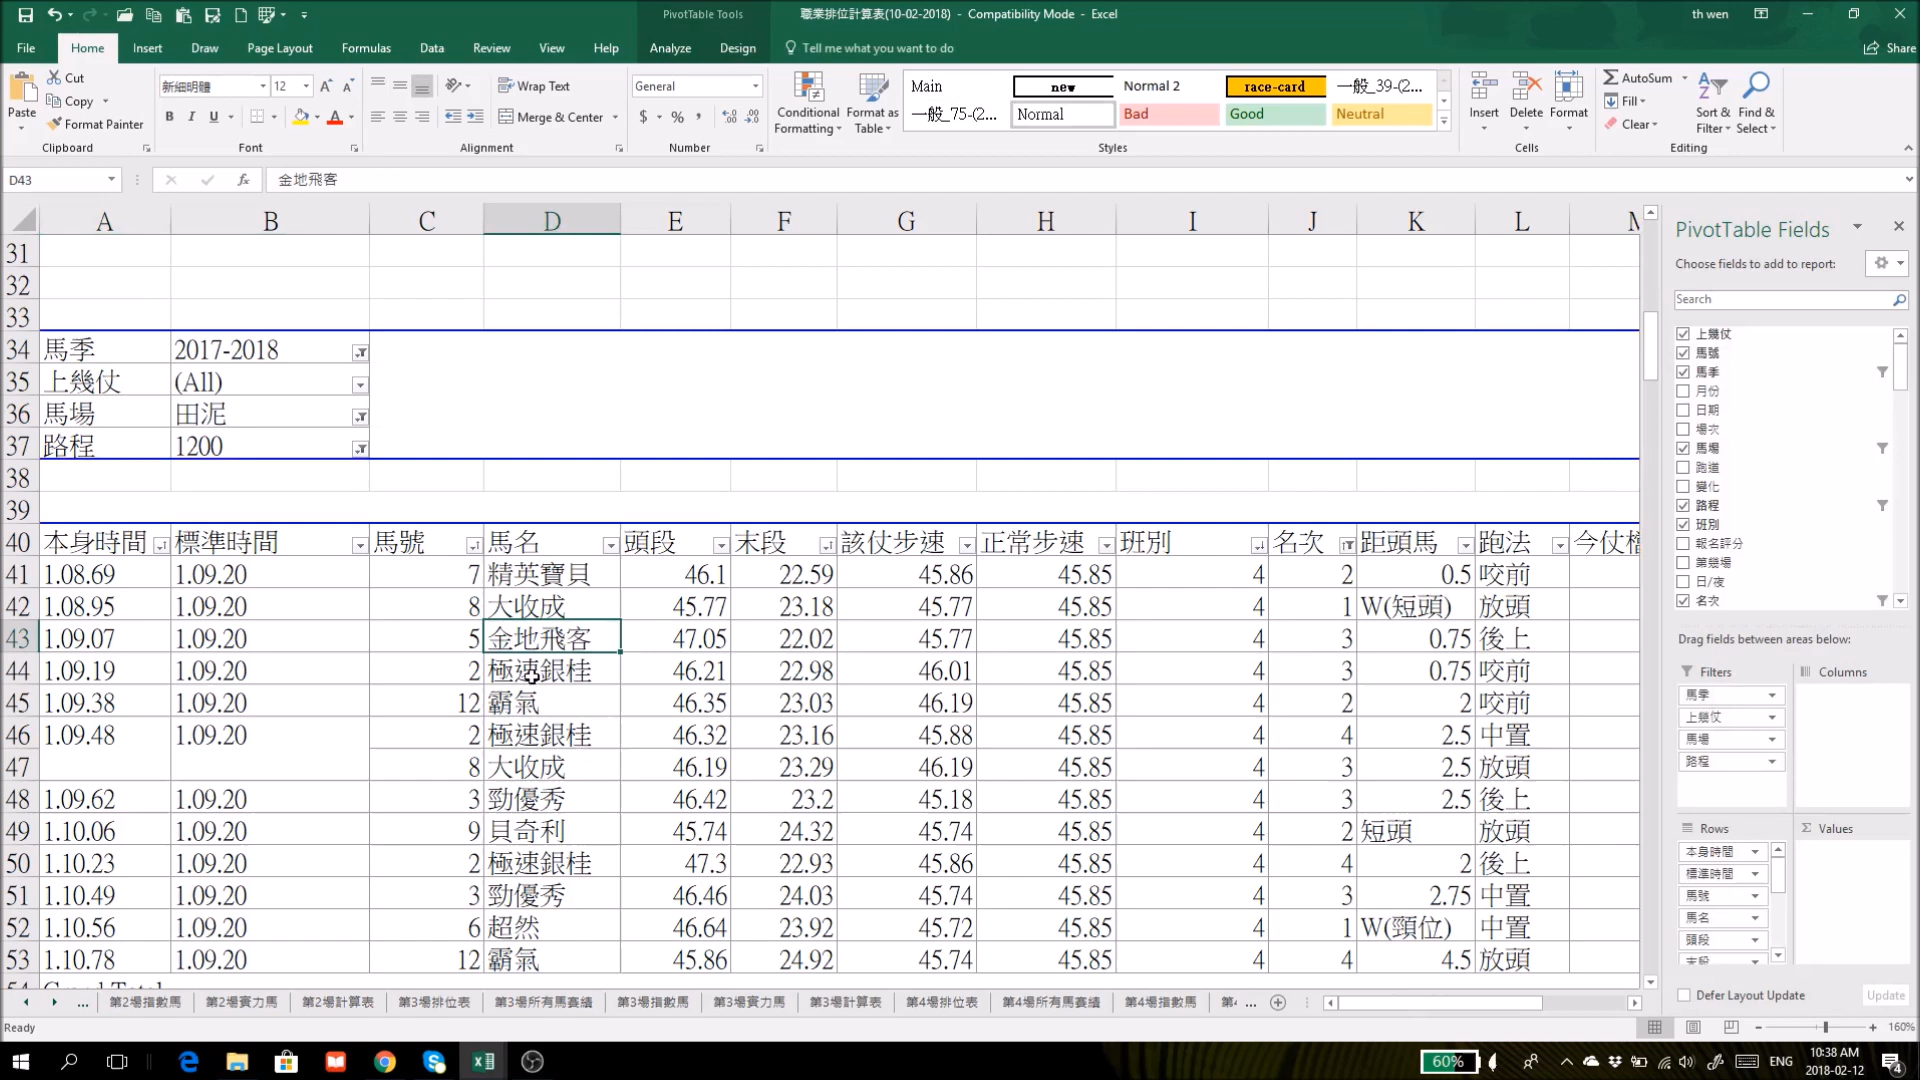 PivotTable Tools
職業排位計算表(10-02-2018) - Compatibility Mode - Excel
th wen
File Home Insert Draw Page Layout Formulas Data Review View Help Analyze Design Tell me what you want to do Share
Paste Cut Copy Format Painter
新細明體 12
B I U
Wrap Text
Merge & Center
General
$ % ,
Conditional Formatting Format as Table
Main new Normal 2 race-card 一般_39-(2...
一般_75-(2... Normal Bad Good Neutral
Insert Delete Format
AutoSum Fill Clear
Sort & Filter Find & Select
Clipboard Font Alignment Number Styles Cells Editing
D43 fx 金地飛客
A B C D E F G H I J K L M
31
32
33
34 馬季 2017-2018
35 上幾仗 (All)
36 馬場 田泥
37 路程 1200
38
39
40 本身時間 標準時間 馬號 馬名 頭段 末段 該仗步速 正常步速 班別 名次 距頭馬 跑法 今仗檔
41 1.08.69 1.09.20 7 精英寶貝 46.1 22.59 45.86 45.85 4 2 0.5 咬前
42 1.08.95 1.09.20 8 大收成 45.77 23.18 45.77 45.85 4 1 W(短頭) 放頭
43 1.09.07 1.09.20 5 金地飛客 47.05 22.02 45.77 45.85 4 3 0.75 後上
44 1.09.19 1.09.20 2 極速銀桂 46.21 22.98 46.01 45.85 4 3 0.75 咬前
45 1.09.38 1.09.20 12 霸氣 46.35 23.03 46.19 45.85 4 2 2 咬前
46 1.09.48 1.09.20 2 極速銀桂 46.32 23.16 45.88 45.85 4 4 2.5 中置
47 8 大收成 46.19 23.29 46.19 45.85 4 3 2.5 放頭
48 1.09.62 1.09.20 3 勁優秀 46.42 23.2 45.18 45.85 4 3 2.5 後上
49 1.10.06 1.09.20 9 貝奇利 45.74 24.32 45.74 45.85 4 2 短頭 放頭
50 1.10.23 1.09.20 2 極速銀桂 47.3 22.93 45.86 45.85 4 4 2 後上
51 1.10.49 1.09.20 3 勁優秀 46.46 24.03 45.74 45.85 4 3 2.75 中置
52 1.10.56 1.09.20 6 超然 46.64 23.92 45.72 45.85 4 1 W(頸位) 中置
53 1.10.78 1.09.20 12 霸氣 45.86 24.92 45.74 45.85 4 4 4.5 放頭
54 Grand Total
PivotTable Fields
Choose fields to add to report:
Search
上幾仗
馬號
馬季
月份
日期
場次
馬場
跑道
變化
路程
班別
報名評分
第幾場
日/夜
名次
Drag fields between areas below:
Filters Columns
馬季
上幾仗
馬場
路程
Rows Σ Values
本身時間
標準時間
馬號
馬名
頭段
末段
Defer Layout Update Update
... 第2場指數馬 第2場實力馬 第2場計算表 第3場排位表 第3場所有馬賽績 第3場指數馬 第3場實力馬 第3場計算表 第4場排位表 第4場所有馬賽績 第4場指數馬 第4 ...
Ready 160%
60% ENG 10:38 AM
2018-02-12
4